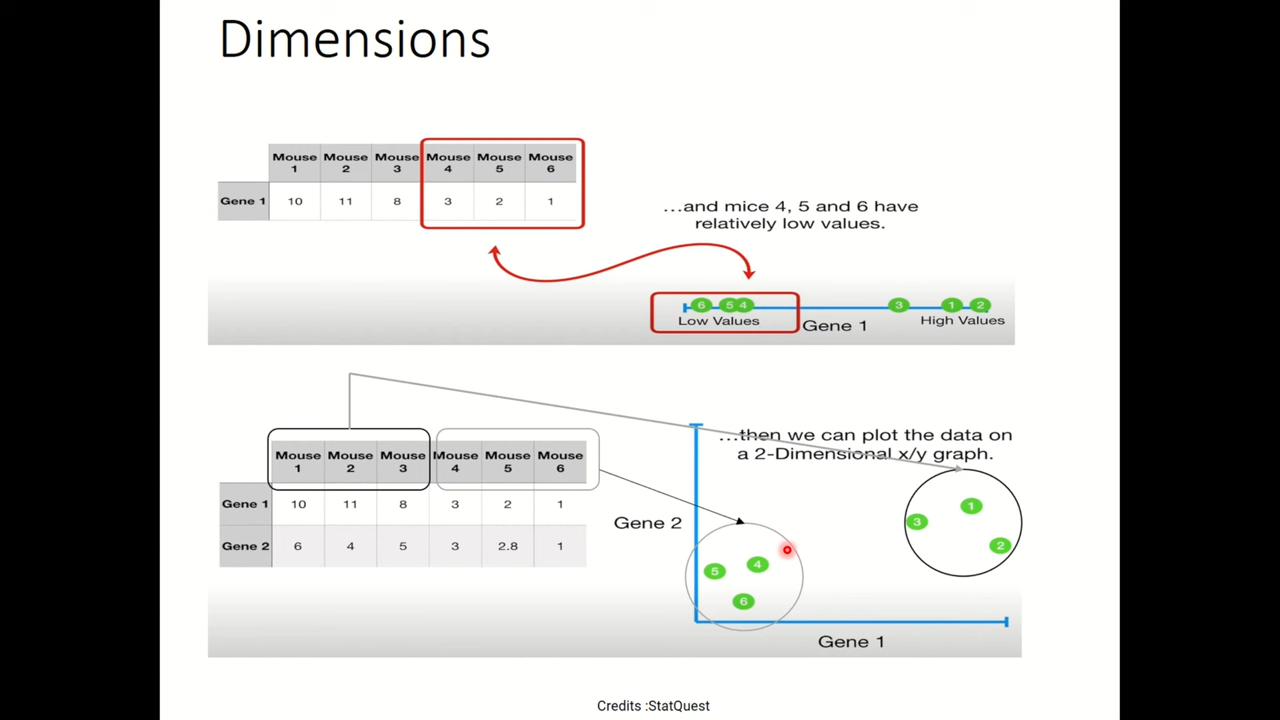 Dimensions
Mouse 1 Mouse 2 Mouse 3 Mouse 4 Mouse 5 Mouse 6
Gene 1 10 11 8 3 2 1
...and mice 4, 5 and 6 have
relatively low values.
6 5 4 3 1 2
Low Values Gene 1 High Values
...then we can plot the data on
a 2-Dimensional x/y graph.
Mouse 1 Mouse 2 Mouse 3 Mouse 4 Mouse 5 Mouse 6
Gene 1 10 11 8 3 2 1
Gene 2 6 4 5 3 2.8 1
Gene 2
1
3
2
4
5
6
Gene 1
Credits :StatQuest